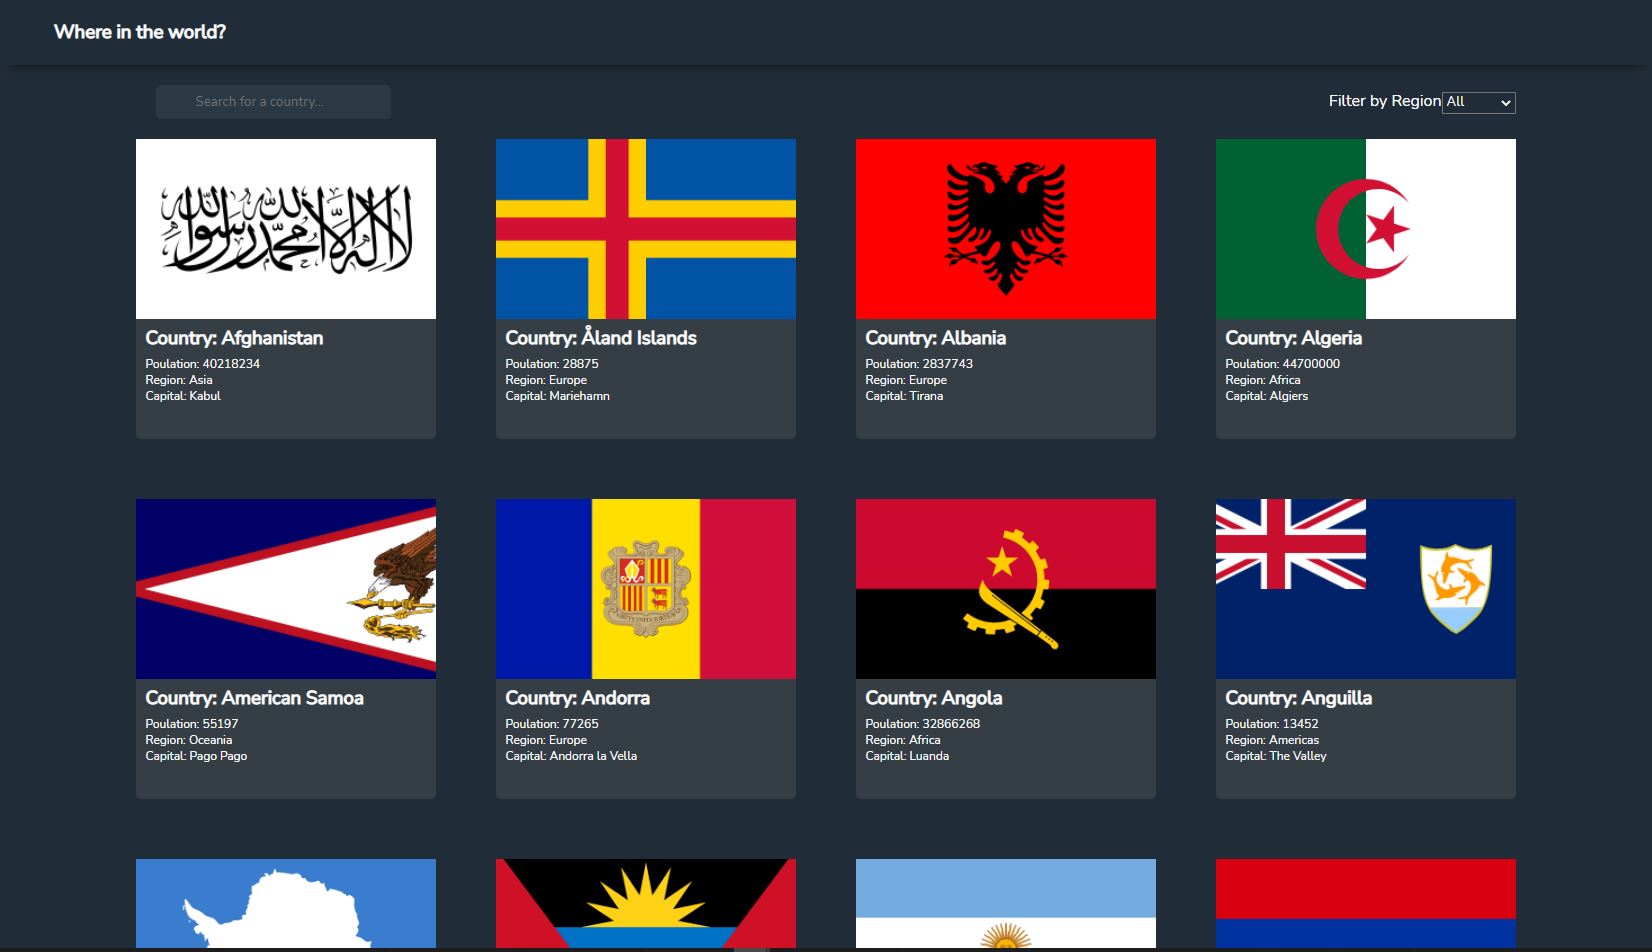 Where in the world?
Search for a country...
Filter by Region All
لا إله إلا الله محمد رسول الله
Country: Afghanistan
Poulation: 40218234
Region: Asia
Capital: Kabul
Country: Åland Islands
Poulation: 28875
Region: Europe
Capital: Mariehamn
Country: Albania
Poulation: 2837743
Region: Europe
Capital: Tirana
Country: Algeria
Poulation: 44700000
Region: Africa
Capital: Algiers
Country: American Samoa
Poulation: 55197
Region: Oceania
Capital: Pago Pago
Country: Andorra
Poulation: 77265
Region: Europe
Capital: Andorra la Vella
Country: Angola
Poulation: 32866268
Region: Africa
Capital: Luanda
Country: Anguilla
Poulation: 13452
Region: Americas
Capital: The Valley